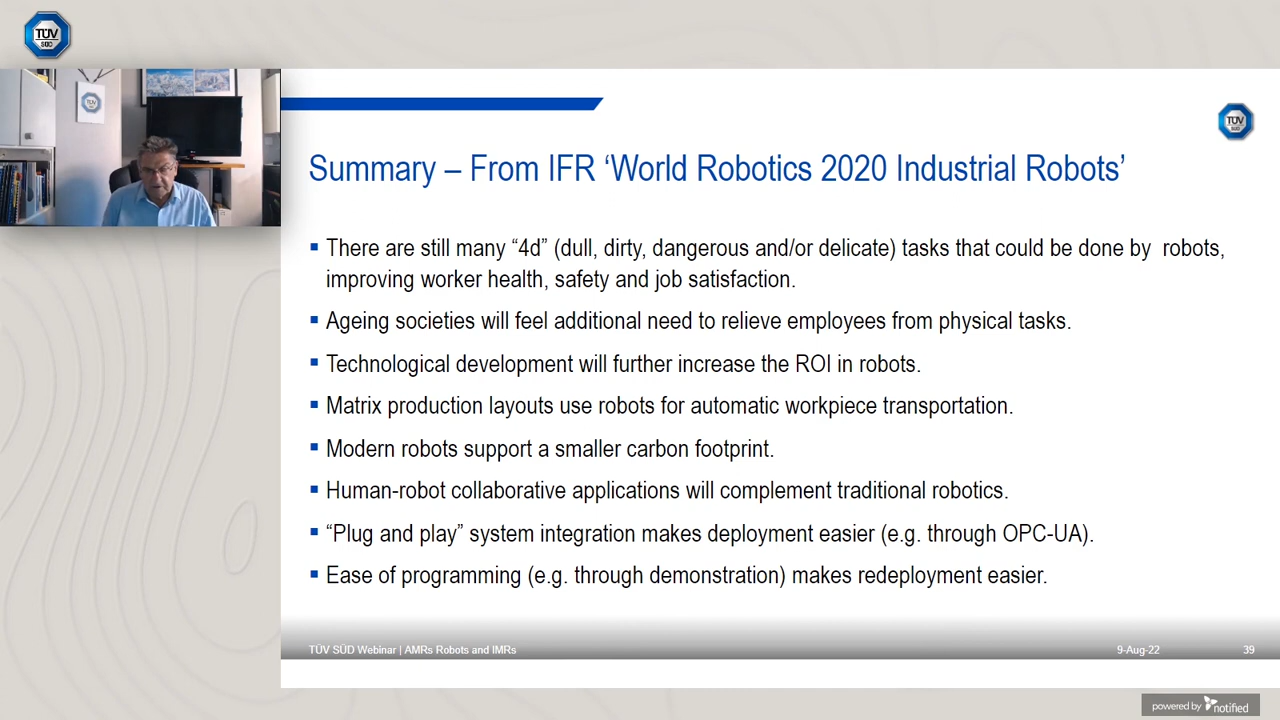 TÜV
SÜD
TÜV
SÜD
Summary – From IFR ‘World Robotics 2020 Industrial Robots’
▪ There are still many “4d” (dull, dirty, dangerous and/or delicate) tasks that could be done by  robots,
improving worker health, safety and job satisfaction.
▪ Ageing societies will feel additional need to relieve employees from physical tasks.
▪ Technological development will further increase the ROI in robots.
▪ Matrix production layouts use robots for automatic workpiece transportation.
▪ Modern robots support a smaller carbon footprint.
▪ Human-robot collaborative applications will complement traditional robotics.
▪ “Plug and play” system integration makes deployment easier (e.g. through OPC-UA).
▪ Ease of programming (e.g. through demonstration) makes redeployment easier.
TÜV SÜD Webinar | AMRs Robots and IMRs 9-Aug-22 39
powered by notified